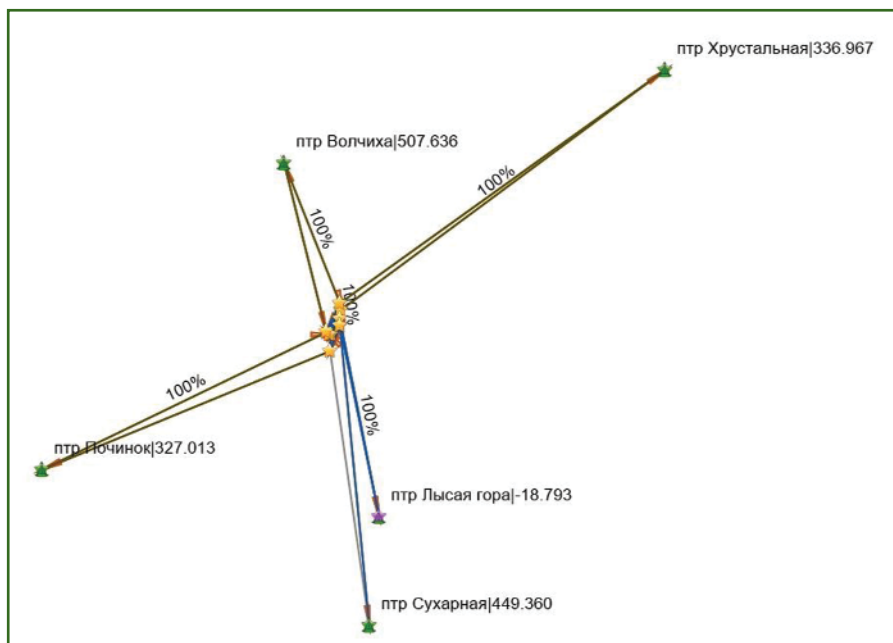 птр Хрустальная|336.967
птр Волчиха|507.636
100%
100%
100%
100%
100%
птр Починок|327.013
птр Лысая гора|-18.793
птр Сухарная|449.360